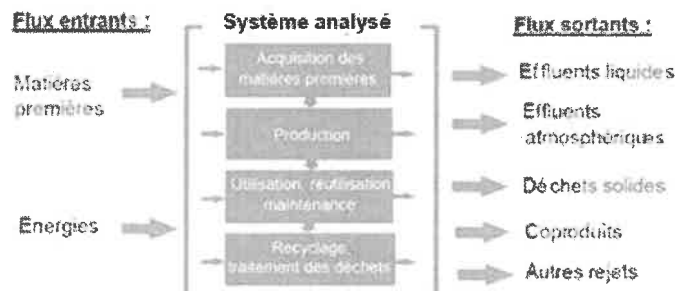 Flux entrants :
Système analysé
Flux sortants :
Matières
premières
Energies
Acquisition des
matières premières
Production
Utilisation, réutilisation
maintenance
Recyclage,
traitement des déchets
Effluents liquides
Effluents
atmosphériques
Déchets solides
Coproduits
Autres rejets